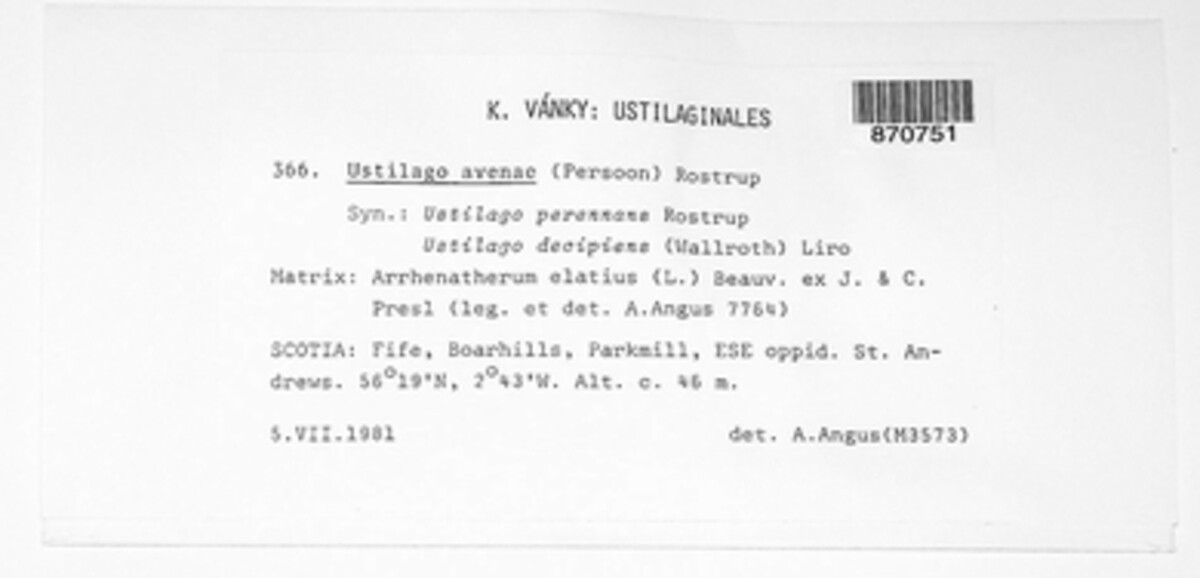 K. VÁNKY: USTILAGINALES
870751
366. Ustilago avenae (Persoon) Rostrup
Syn.: Ustilago perennans Rostrup
Ustilago decipiens (Wallroth) Liro
Matrix: Arrhenatherum elatius (L.) Beauv. ex J. & C.
Presl (leg. et det. A.Angus 7764)
SCOTIA: Fife, Boarhills, Parkmill, ESE oppid. St. An-
drews. 56°19'N, 2°43'W. Alt. c. 46 m.
5.VII.1981
det. A.Angus(M3573)